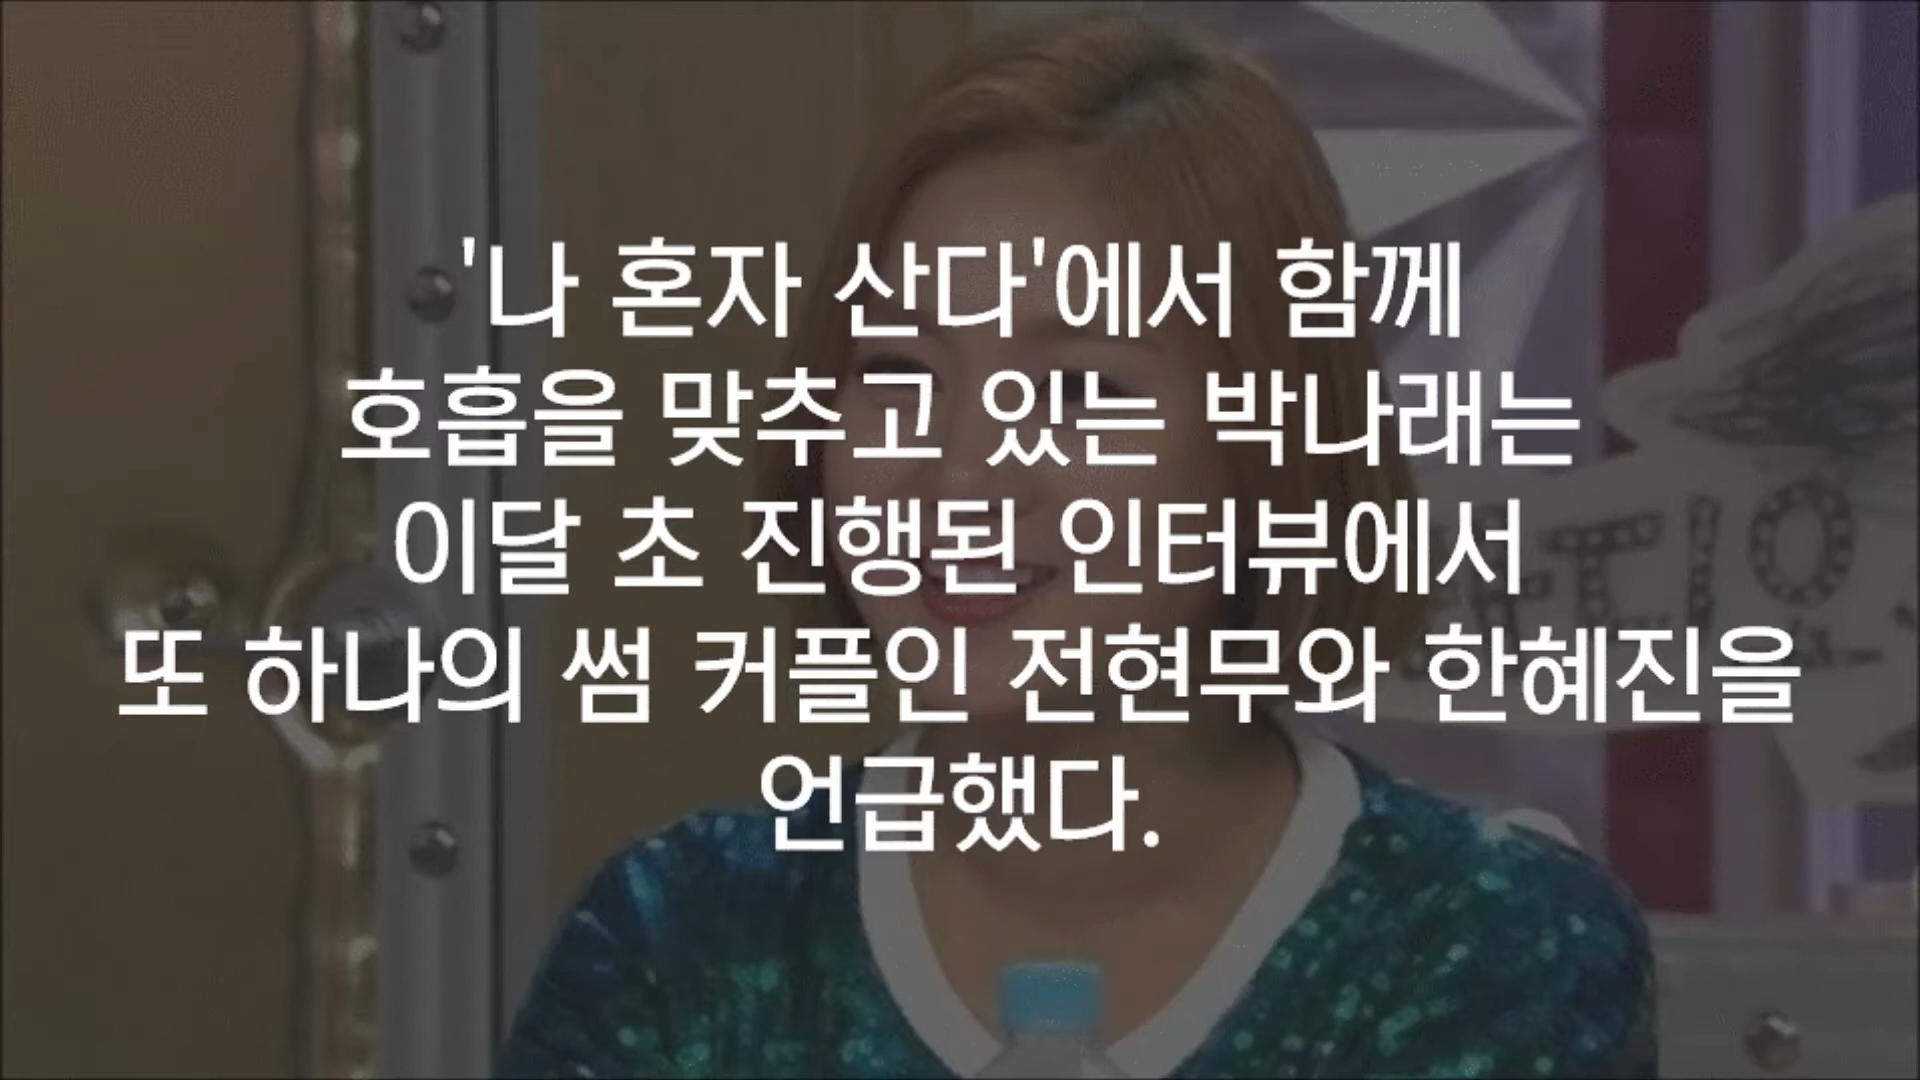 '나 혼자 산다'에서 함께
호흡을 맞추고 있는 박나래는
이달 초 진행된 인터뷰에서
또 하나의 썸 커플인 전현무와 한혜진을
언급했다.